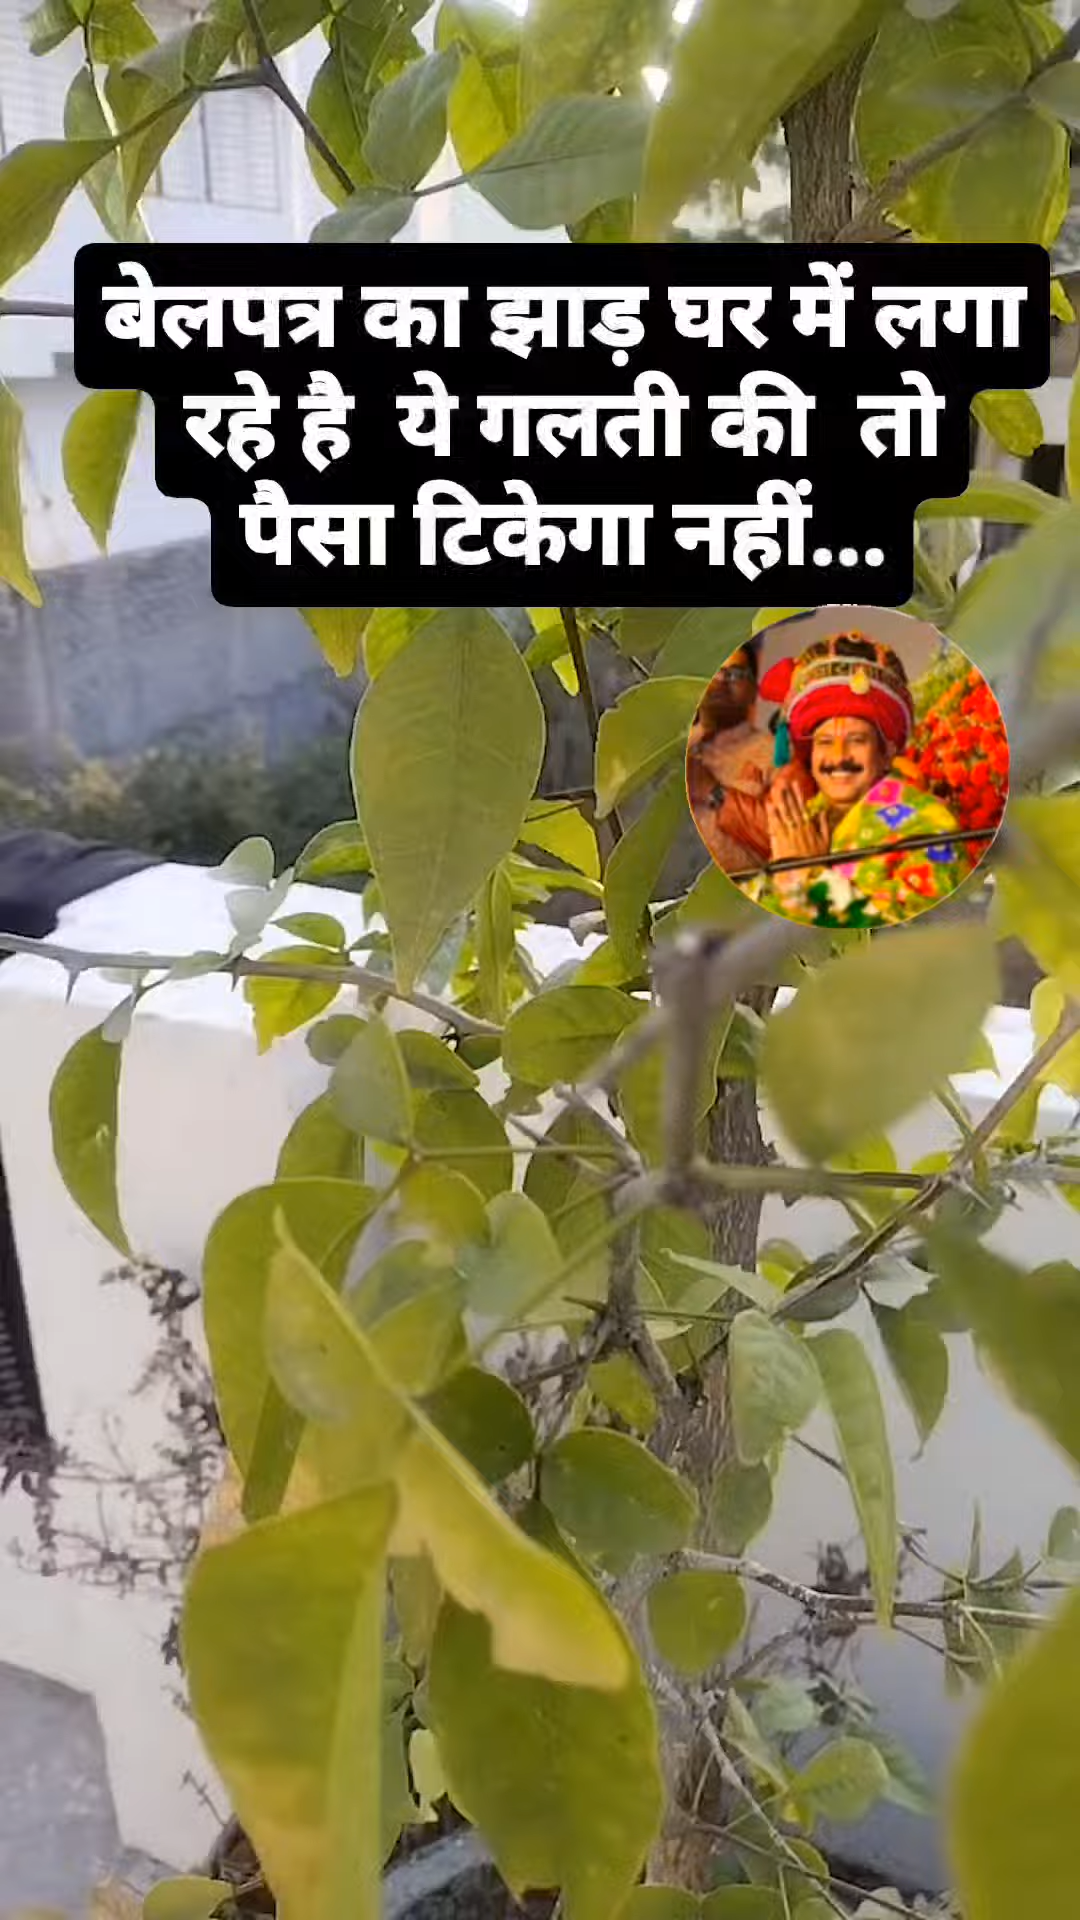 बेलपत्र का झाड़ घर में लगा
रहे है ये गलती की तो
पैसा टिकेगा नहीं...